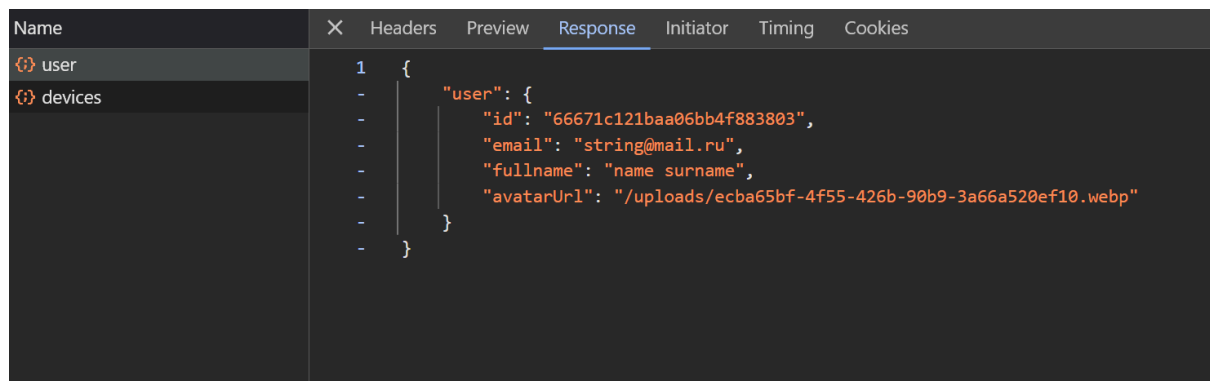 Name
Headers Preview Response Initiator Timing Cookies
user
devices
1 {
- "user": {
- "id": "66671c121baa06bb4f883803",
- "email": "string@mail.ru",
- "fullname": "name surname",
- "avatarUrl": "/uploads/ecba65bf-4f55-426b-90b9-3a66a520ef10.webp"
- }
- }